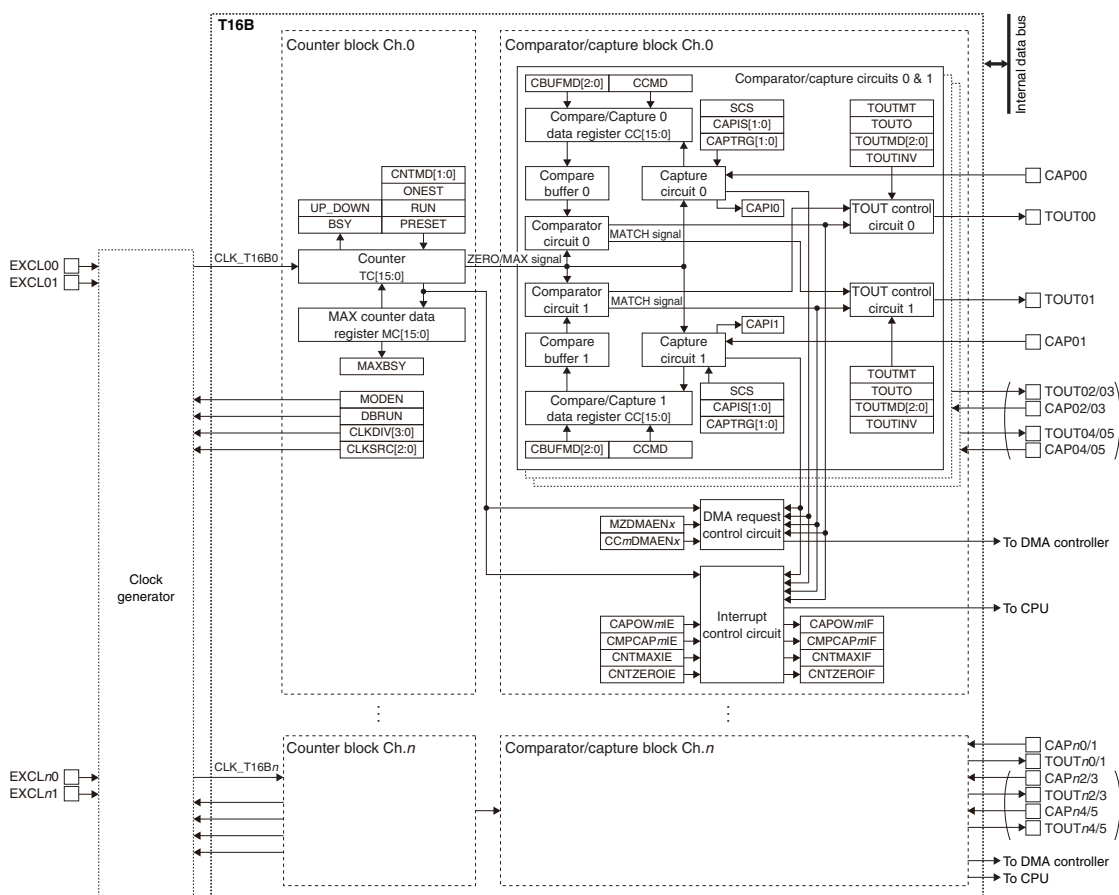 T16B
Counter block Ch.0
Comparator/capture block Ch.0
Internal data bus
Comparator/capture circuits 0 & 1
CBUFMD[2:0]
CCMD
Compare/Capture 0
data register CC[15:0]
SCS
CAPIS[1:0]
CAPTRG[1:0]
TOUTMT
TOUTO
TOUTMD[2:0]
TOUTINV
CNTMD[1:0]
ONEST
UP_DOWN
RUN
BSY
PRESET
Compare
buffer 0
Capture
circuit 0
CAPI0
CAP00
Comparator
circuit 0
MATCH signal
TOUT control
circuit 0
TOUT00
EXCL00
EXCL01
CLK_T16B0
Counter
TC[15:0]
ZERO/MAX signal
Comparator
circuit 1
MATCH signal
TOUT control
circuit 1
TOUT01
MAX counter data
register MC[15:0]
CAPI1
CAP01
Compare
buffer 1
Capture
circuit 1
MAXBSY
MODEN
DBRUN
CLKDIV[3:0]
CLKSRC[2:0]
Compare/Capture 1
data register CC[15:0]
SCS
CAPIS[1:0]
CAPTRG[1:0]
TOUTMT
TOUTO
TOUTMD[2:0]
TOUTINV
CBUFMD[2:0]
CCMD
TOUT02/03
CAP02/03
TOUT04/05
CAP04/05
MZDMAENx
CCmDMAENx
DMA request
control circuit
To DMA controller
Clock
generator
Interrupt
control circuit
To CPU
CAPOWmIE
CMPCAPmIE
CNTMAXIE
CNTZEROIE
CAPOWmIF
CMPCAPmIF
CNTMAXIF
CNTZEROIF
Counter block Ch.n
Comparator/capture block Ch.n
EXCLn0
EXCLn1
CLK_T16Bn
CAPn0/1
TOUTn0/1
CAPn2/3
TOUTn2/3
CAPn4/5
TOUTn4/5
To DMA controller
To CPU